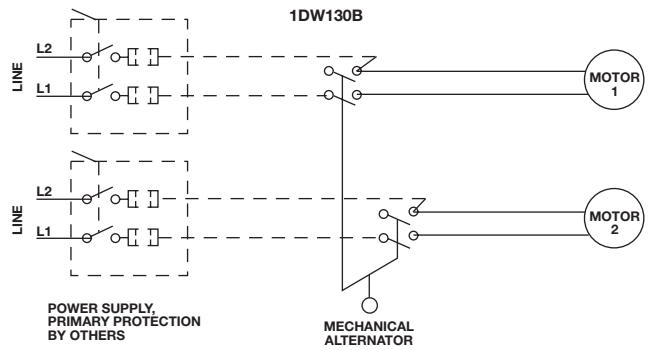 1DW130B
L2
LINE
L1
MOTOR
1
L2
LINE
L1
MOTOR
2
POWER SUPPLY,
PRIMARY PROTECTION
BY OTHERS
MECHANICAL
ALTERNATOR